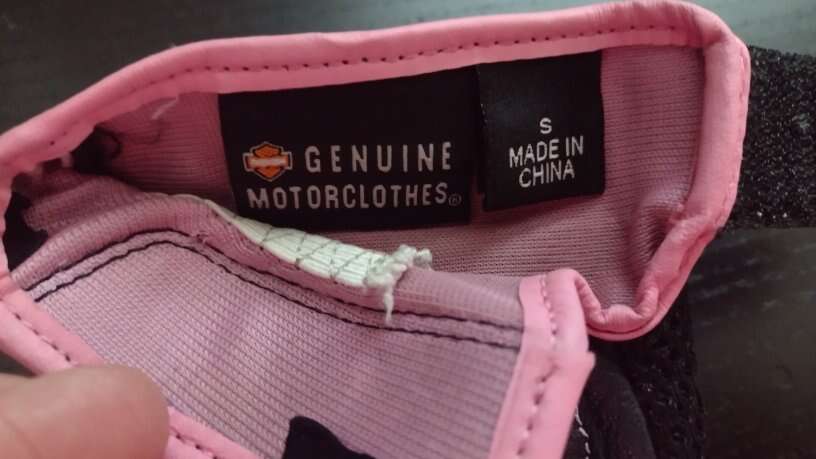 GENUINE
MOTORCLOTHES®
S
MADE IN
CHINA